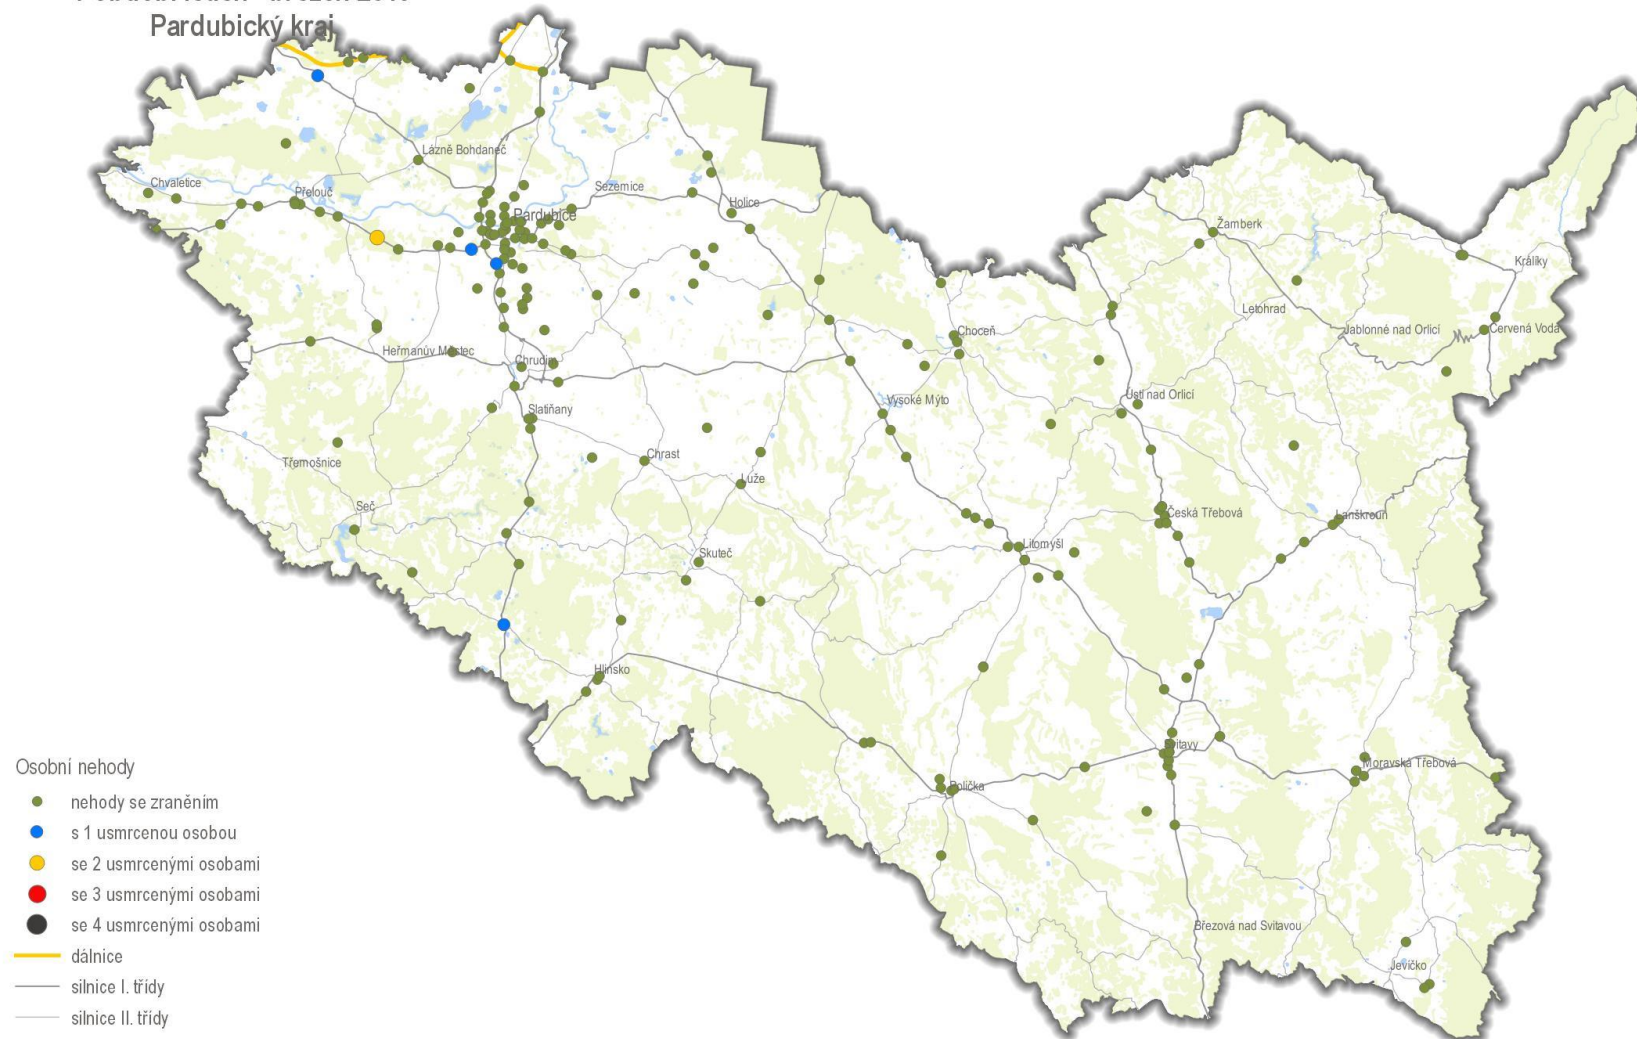 Pardubický kraj
Lázně Bohdaneč
Chvaletice
Přelouč
Sezemice
Pardubice
Holice
Žamberk
Králíky
Letohrad
Choceň
Jablonné nad Orlicí
Červená Voda
Heřmanův Městec
Chrudim
Ústí nad Orlicí
Vysoké Mýto
Slatiňany
Chrast
Třemošnice
Luže
Seč
Česká Třebová
Lanškroun
Litomyšl
Skuteč
Hlinsko
Svitavy
Moravská Třebová
Polička
Březová nad Svitavou
Jevíčko
Osobní nehody
nehody se zraněním
s 1 usmrcenou osobou
se 2 usmrcenými osobami
se 3 usmrcenými osobami
se 4 usmrcenými osobami
dálnice
silnice I. třídy
silnice II. třídy